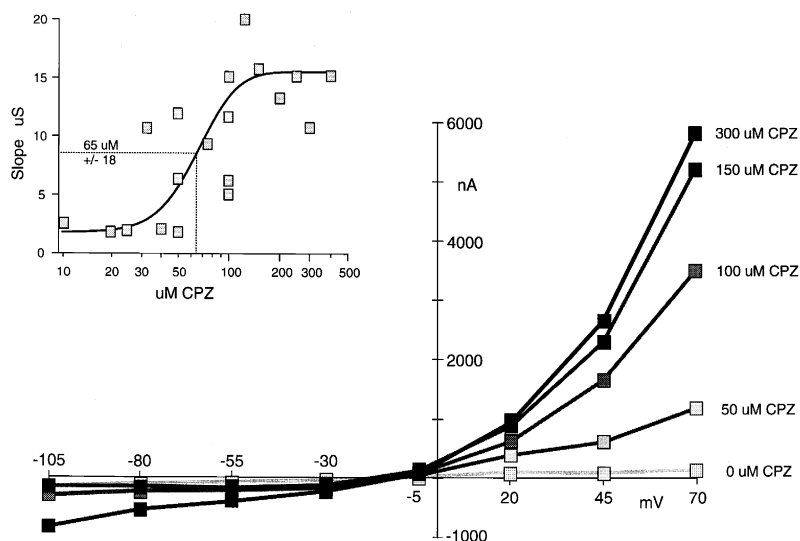 20
15
10
5
0
Slope uS
65 uM
+/- 18
10 20 30 50 100 200 300 500
uM CPZ
6000
nA
4000
2000
-1000
300 uM CPZ
150 uM CPZ
100 uM CPZ
50 uM CPZ
0 uM CPZ
-105 -80 -55 -30
-5 20 45 mV 70